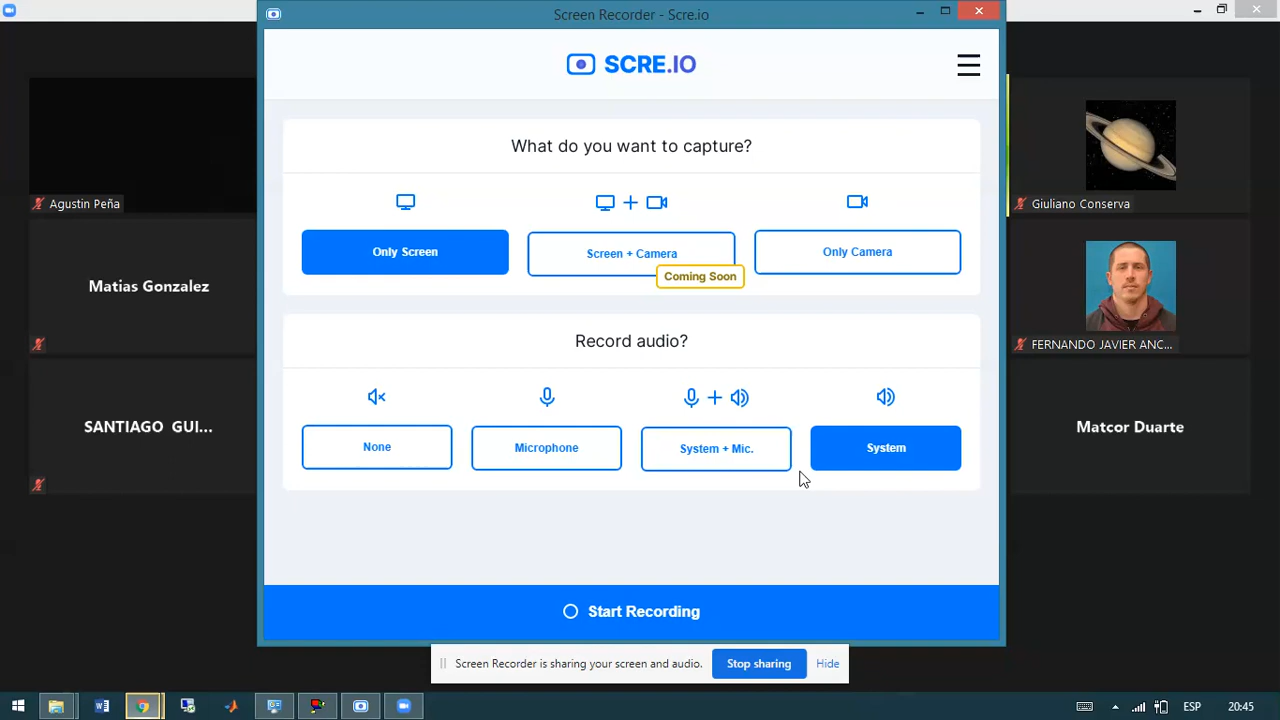 Screen Recorder - Scre.io
SCRE.IO
What do you want to capture?
Only Screen
Screen + Camera
Only Camera
Coming Soon
Record audio?
None
Microphone
System + Mic.
System
Start Recording
Screen Recorder is sharing your screen and audio.
Stop sharing
Hide
Agustin Peña
Matias Gonzalez
SANTIAGO GUI...
Giuliano Conserva
FERNANDO JAVIER ANC...
Matcor Duarte
ESP
20:45